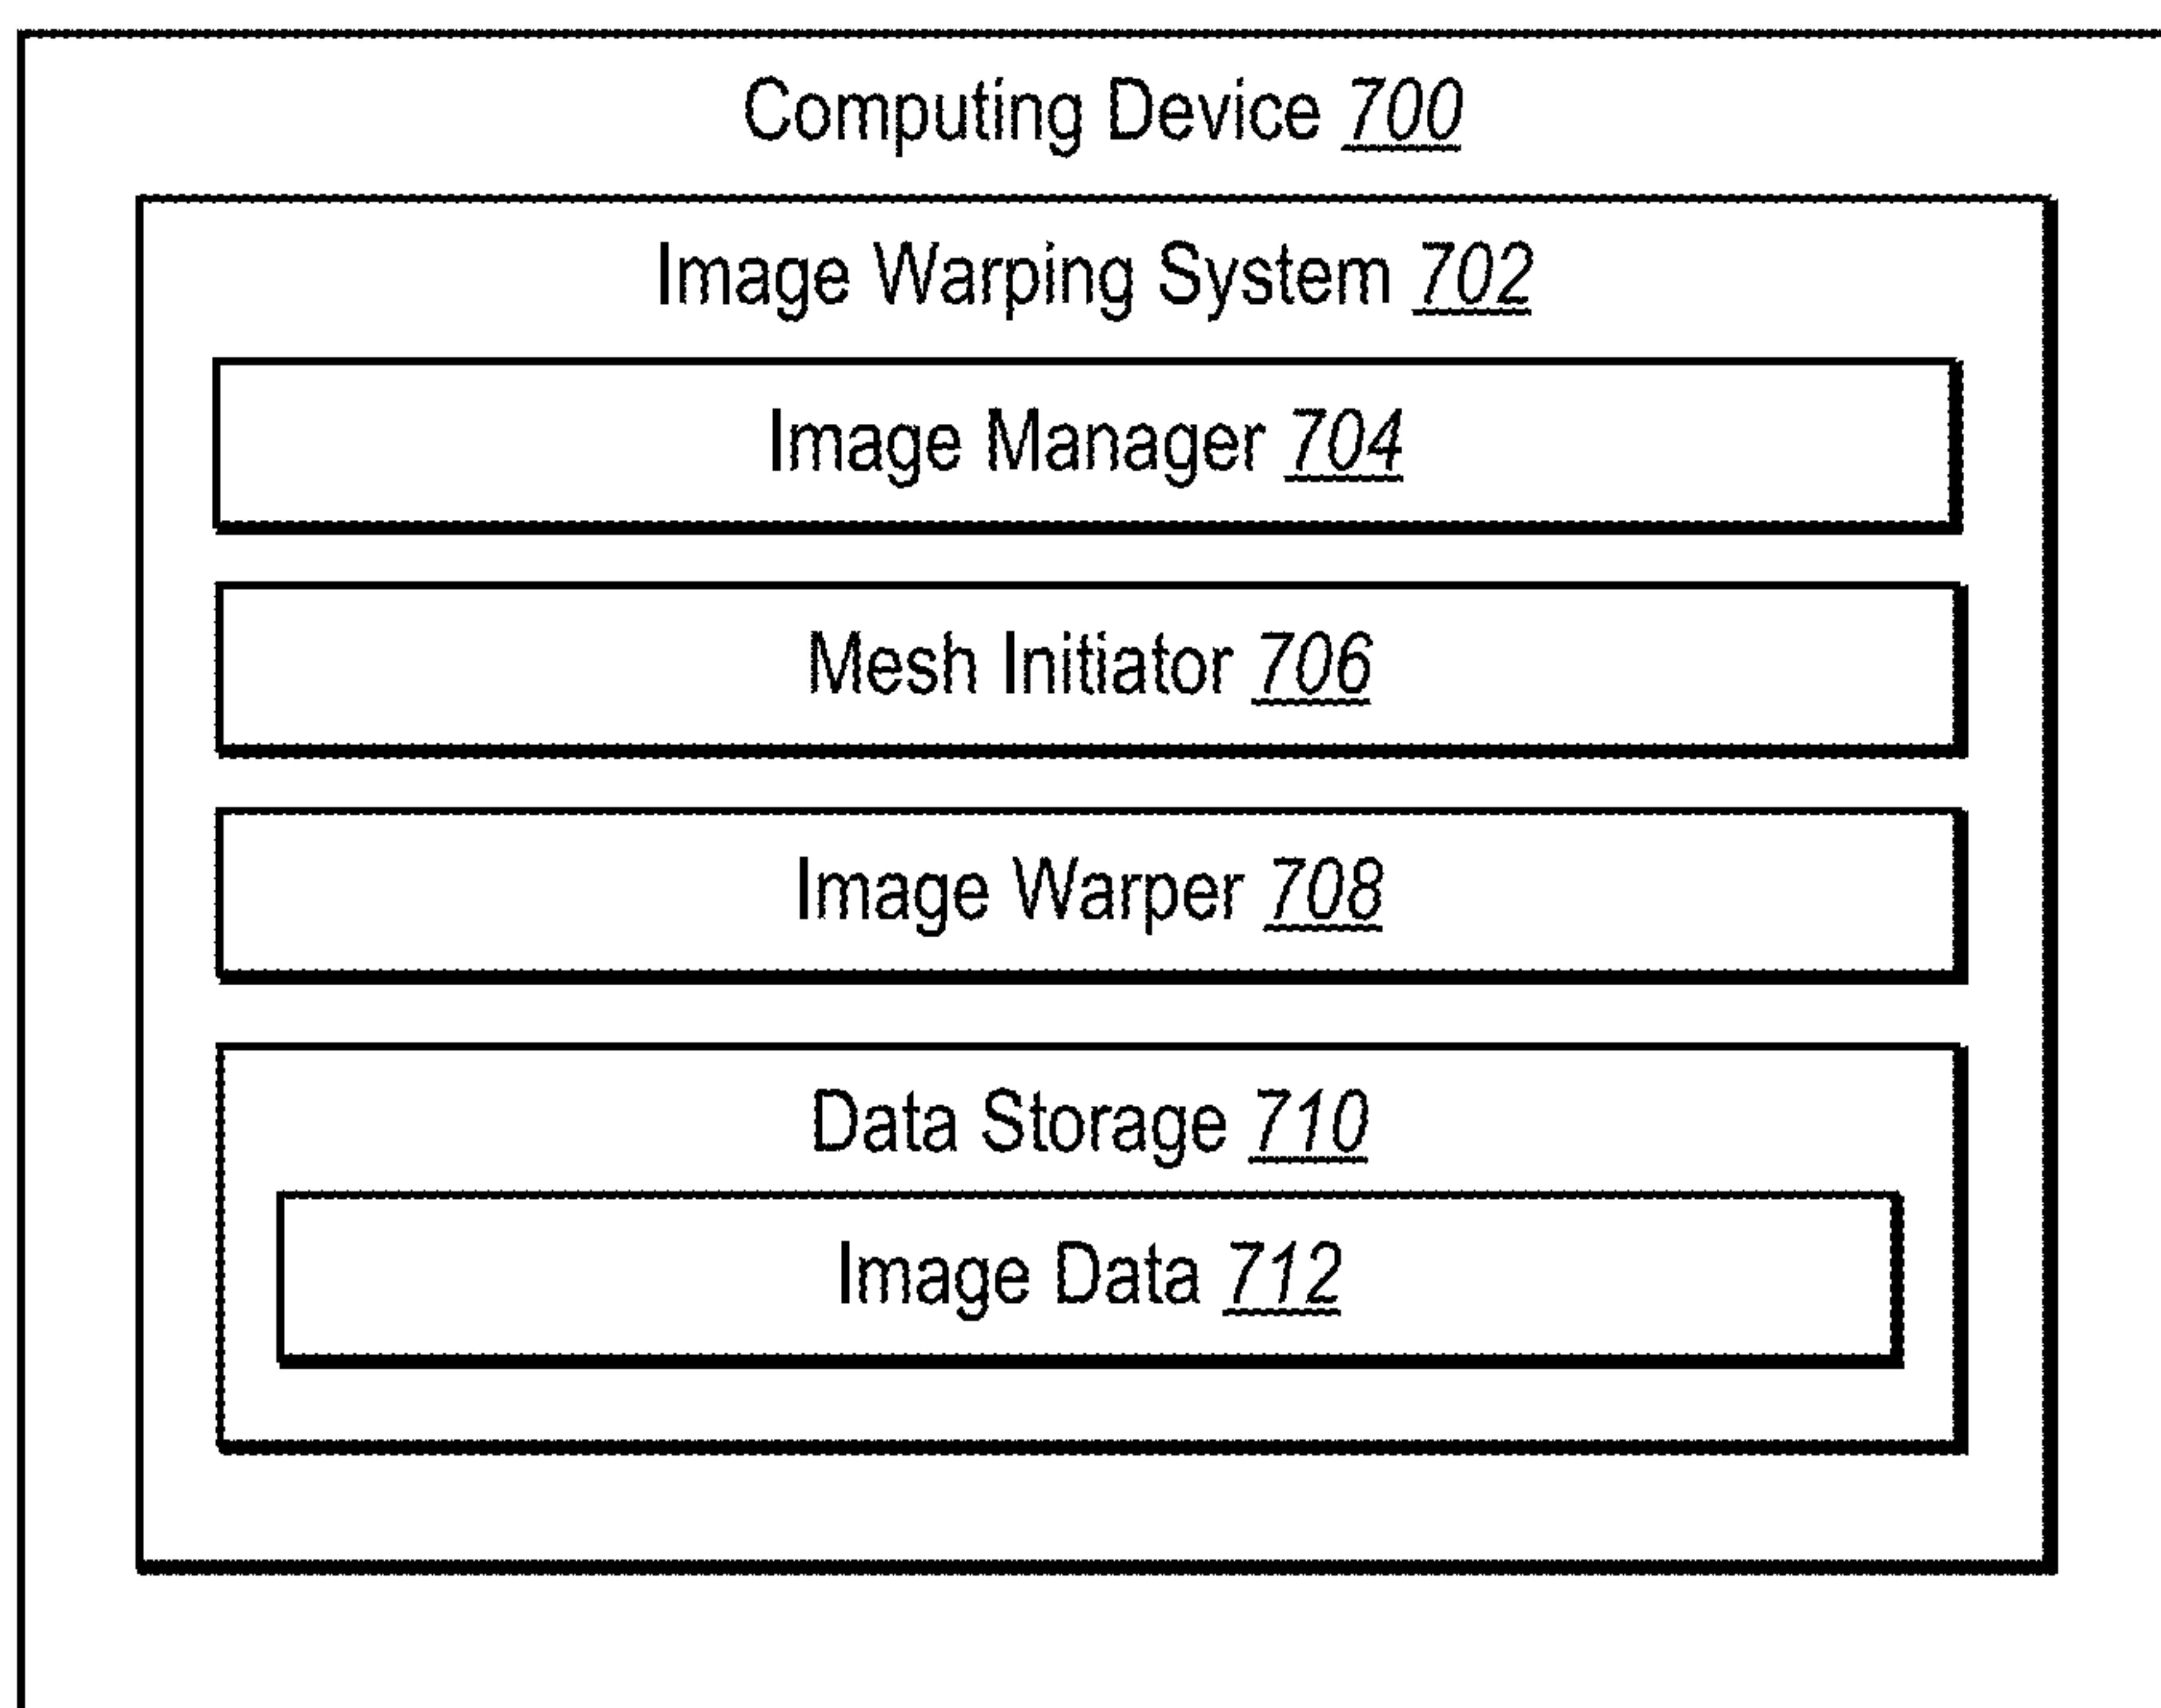 Computing Device 700
Image Warping System 702
Image Manager 704
Mesh Initiator 706
Image Warper 708
Data Storage 710
Image Data 712